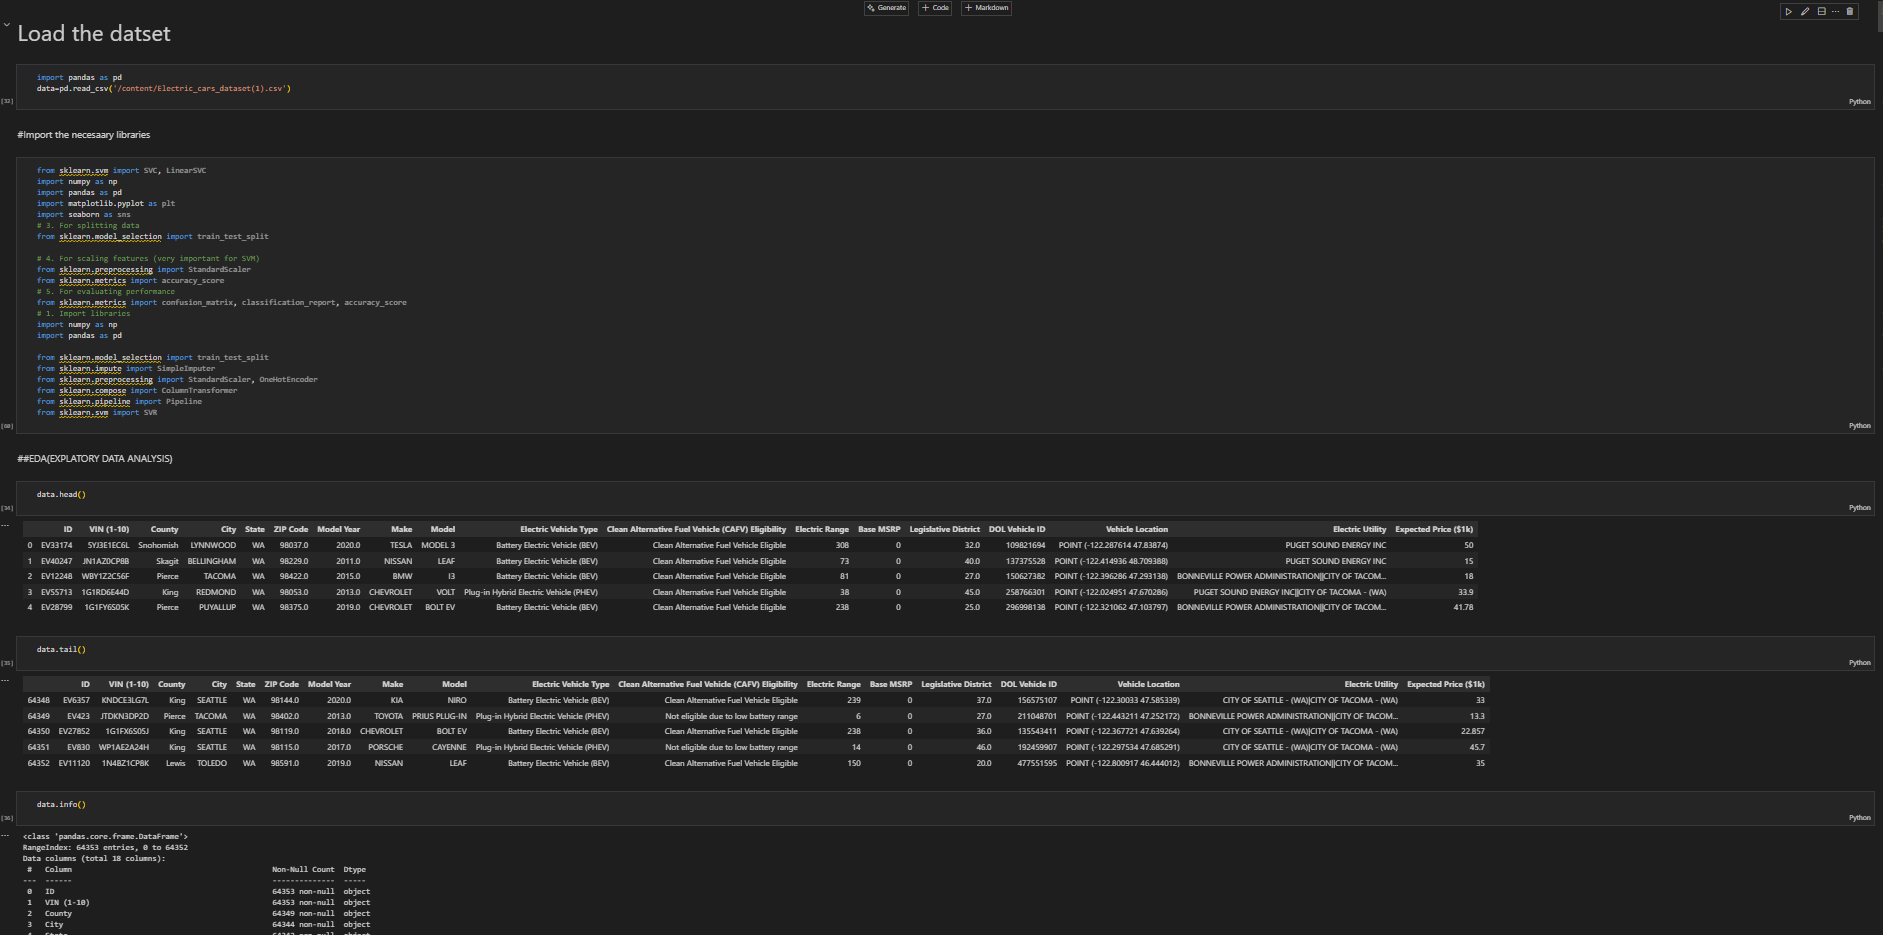 Generate + Code + Markdown
Load the datset
import pandas as pd
data=pd.read_csv('/content/Electric_cars_dataset(1).csv')
[32]
Python
#Import the necesaary libraries
from sklearn.svm import SVC, LinearSVC
import numpy as np
import pandas as pd
import matplotlib.pyplot as plt
import seaborn as sns
# 3. For splitting data
from sklearn.model_selection import train_test_split
# 4. For scaling features (very important for SVM)
from sklearn.preprocessing import StandardScaler
from sklearn.metrics import accuracy_score
# 5. For evaluating performance
from sklearn.metrics import confusion_matrix, classification_report, accuracy_score
# 1. Import libraries
import numpy as np
import pandas as pd
from sklearn.model_selection import train_test_split
from sklearn.impute import SimpleImputer
from sklearn.preprocessing import StandardScaler, OneHotEncoder
from sklearn.compose import ColumnTransformer
from sklearn.pipeline import Pipeline
from sklearn.svm import SVR
Python
##EDA(EXPLATORY DATA ANALYSIS)
data.head()
[34]
Python
ID VIN (1-10) County City State ZIP Code Model Year Make Model Electric Vehicle Type Clean Alternative Fuel Vehicle (CAFV) Eligibility Electric Range Base MSRP Legislative District DOL Vehicle ID Vehicle Location Electric Utility Expected Price ($1k)
0 EV33174 5YJ3E1EC6L Snohomish LYNNWOOD WA 98037.0 2020.0 TESLA MODEL 3 Battery Electric Vehicle (BEV) Clean Alternative Fuel Vehicle Eligible 308 0 32.0 109821694 POINT (-122.287614 47.83874) PUGET SOUND ENERGY INC 50
1 EV40247 JN1AZ0CP8B Skagit BELLINGHAM WA 98229.0 2011.0 NISSAN LEAF Battery Electric Vehicle (BEV) Clean Alternative Fuel Vehicle Eligible 73 0 40.0 137375528 POINT (-122.414936 48.709388) PUGET SOUND ENERGY INC 15
2 EV12248 WBY1Z2C56F Pierce TACOMA WA 98422.0 2015.0 BMW I3 Battery Electric Vehicle (BEV) Clean Alternative Fuel Vehicle Eligible 81 0 27.0 150627382 POINT (-122.396286 47.293138) BONNEVILLE POWER ADMINISTRATION||CITY OF TACOM... 18
3 EV55713 1G1RD6E44D King REDMOND WA 98053.0 2013.0 CHEVROLET VOLT Plug-in Hybrid Electric Vehicle (PHEV) Clean Alternative Fuel Vehicle Eligible 38 0 45.0 258766301 POINT (-122.024951 47.670286) PUGET SOUND ENERGY INC||CITY OF TACOMA - (WA) 33.9
4 EV28799 1G1FY6S05K Pierce PUYALLUP WA 98375.0 2019.0 CHEVROLET BOLT EV Battery Electric Vehicle (BEV) Clean Alternative Fuel Vehicle Eligible 238 0 25.0 296998138 POINT (-122.321062 47.103797) BONNEVILLE POWER ADMINISTRATION||CITY OF TACOM... 41.78
data.tail()
[35]
Python
ID VIN (1-10) County City State ZIP Code Model Year Make Model Electric Vehicle Type Clean Alternative Fuel Vehicle (CAFV) Eligibility Electric Range Base MSRP Legislative District DOL Vehicle ID Vehicle Location Electric Utility Expected Price ($1k)
64348 EV6357 KNDCE3LG7L King SEATTLE WA 98144.0 2020.0 KIA NIRO Battery Electric Vehicle (BEV) Clean Alternative Fuel Vehicle Eligible 239 0 37.0 156575107 POINT (-122.30033 47.585339) CITY OF SEATTLE - (WA)|CITY OF TACOMA - (WA) 33
64349 EV423 JTDKN3DP2D Pierce TACOMA WA 98402.0 2013.0 TOYOTA PRIUS PLUG-IN Plug-in Hybrid Electric Vehicle (PHEV) Not eligible due to low battery range 6 0 27.0 211048701 POINT (-122.443211 47.252172) BONNEVILLE POWER ADMINISTRATION||CITY OF TACOM... 13.3
64350 EV27852 1G1FX6S05J King SEATTLE WA 98119.0 2018.0 CHEVROLET BOLT EV Battery Electric Vehicle (BEV) Clean Alternative Fuel Vehicle Eligible 238 0 36.0 135543411 POINT (-122.367721 47.639264) CITY OF SEATTLE - (WA)|CITY OF TACOMA - (WA) 22.857
64351 EV830 WP1AE2A24H King SEATTLE WA 98115.0 2017.0 PORSCHE CAYENNE Plug-in Hybrid Electric Vehicle (PHEV) Not eligible due to low battery range 14 0 46.0 192459907 POINT (-122.297534 47.685291) CITY OF SEATTLE - (WA)|CITY OF TACOMA - (WA) 45.7
64352 EV11120 1N4BZ1CP8K Lewis TOLEDO WA 98591.0 2019.0 NISSAN LEAF Battery Electric Vehicle (BEV) Clean Alternative Fuel Vehicle Eligible 150 0 20.0 477551595 POINT (-122.800917 46.444012) BONNEVILLE POWER ADMINISTRATION||CITY OF TACOM... 35
data.info()
[36]
Python
<class 'pandas.core.frame.DataFrame'>
RangeIndex: 64353 entries, 0 to 64352
Data columns (total 18 columns):
# Column Non-Null Count Dtype
--- ------ -------------- -----
0 ID 64353 non-null object
1 VIN (1-10) 64353 non-null object
2 County 64349 non-null object
3 City 64344 non-null object